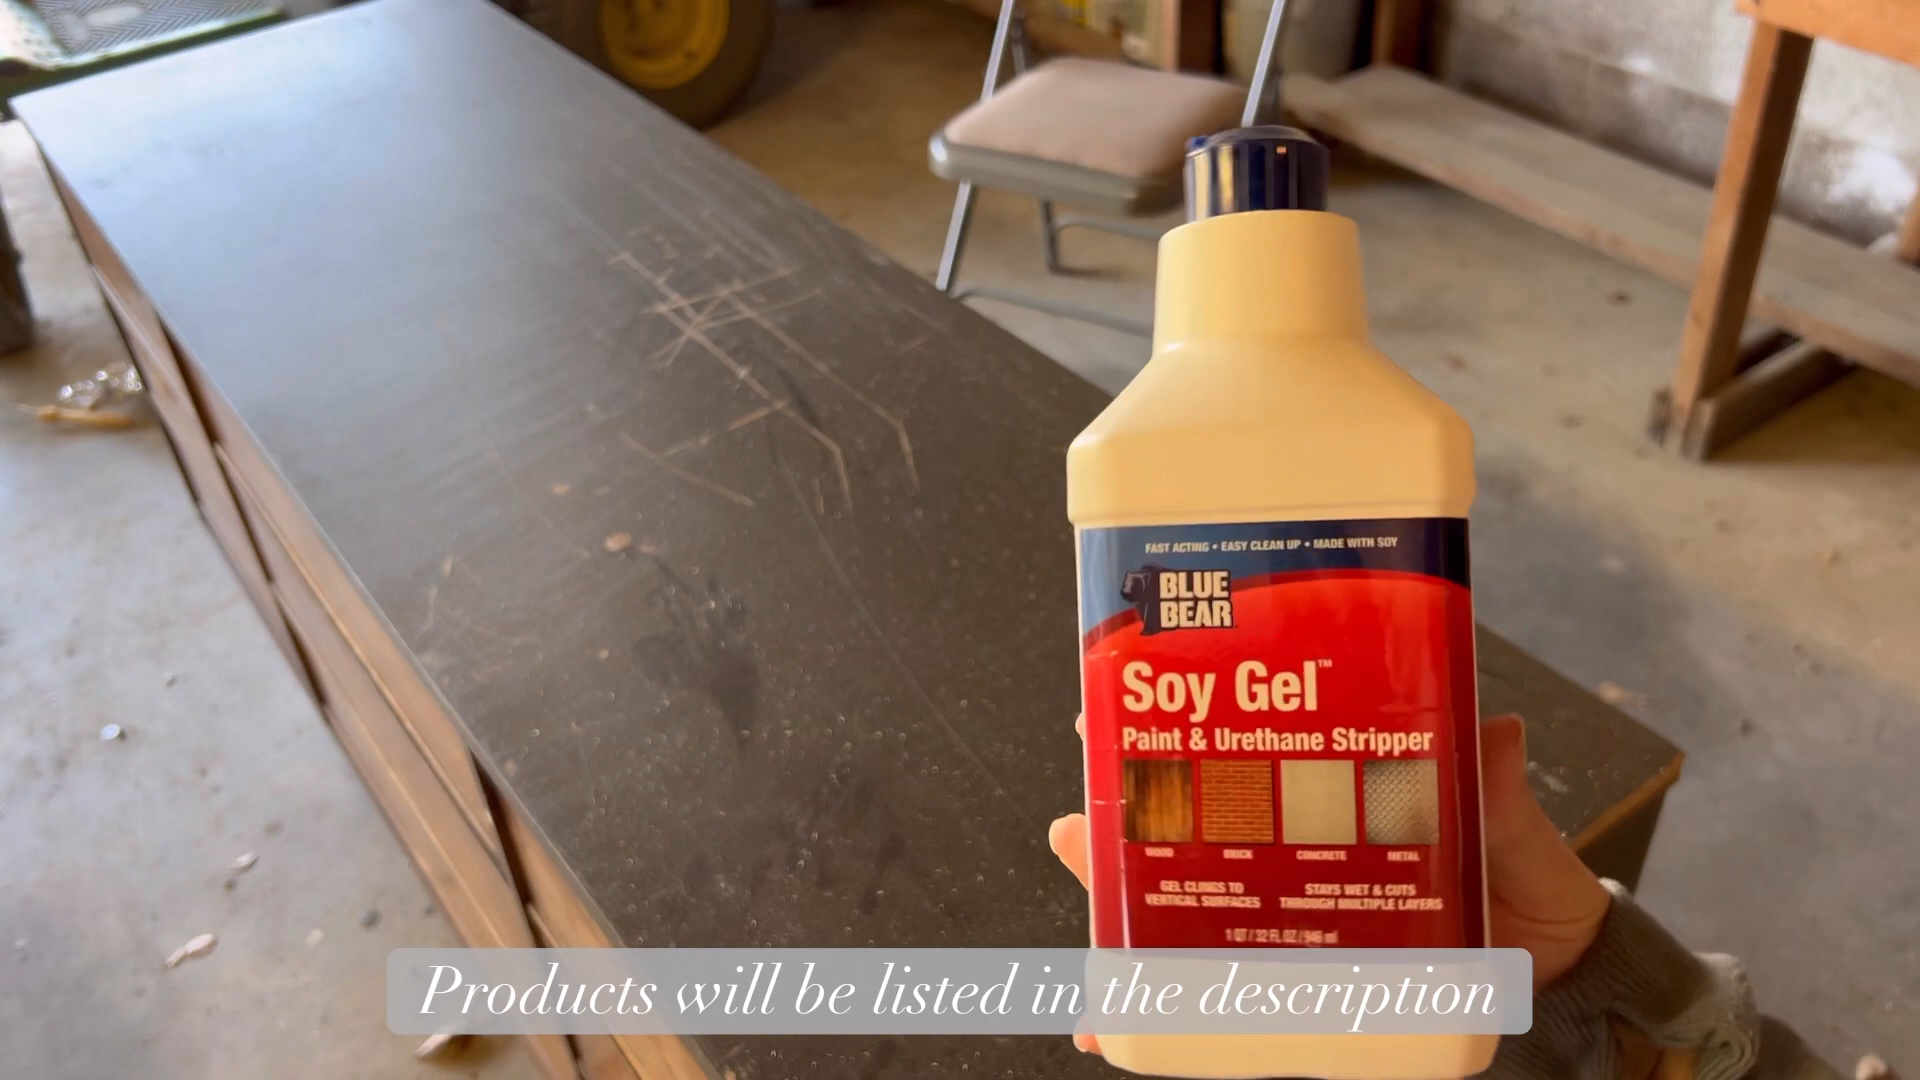 FAST ACTING • EASY CLEAN UP • MADE WITH SOY
BLUE
BEAR
Soy Gel™
Paint & Urethane Stripper
WOOD BRICK CONCRETE METAL
GEL CLINGS TO
VERTICAL SURFACES
STAYS WET & CUTS
THROUGH MULTIPLE LAYERS
1 QT / 32 FL OZ / 946 ml
Products will be listed in the description